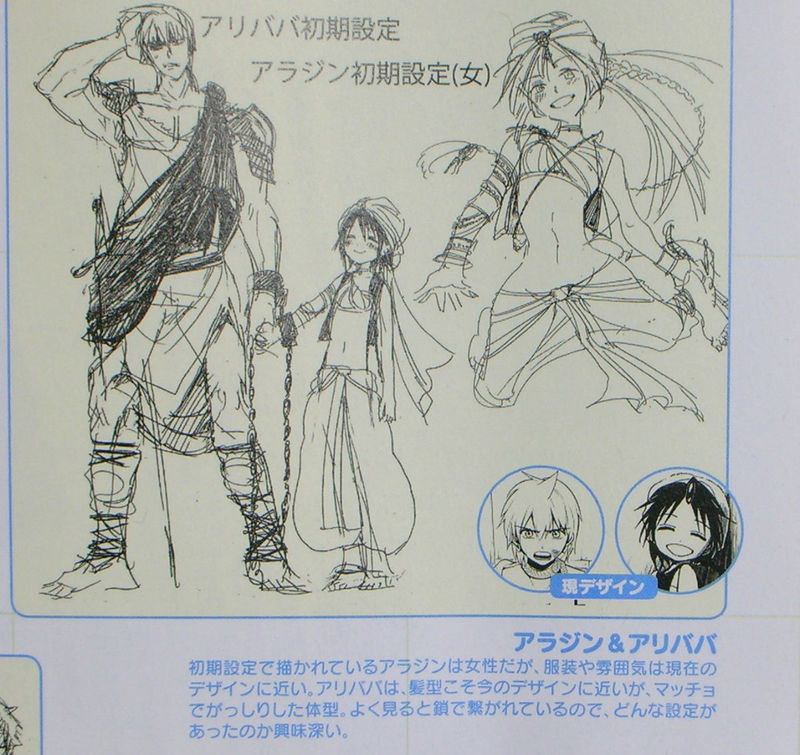 アリババ初期設定
アラジン初期設定(女)
現デザイン
アラジン&アリババ
初期設定で描かれているアラジンは女性だが、服装や雰囲気は現在の
デザインに近い。アリババは、髪型こそ今のデザインに近いが、マッチョ
でがっしりした体型。よく見ると鎖で繋がれているので、どんな設定が
あったのか興味深い。